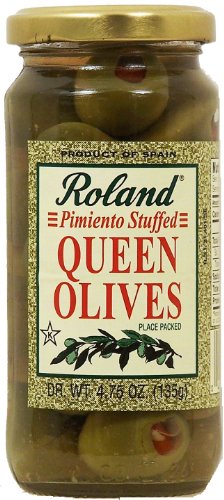 PRODUCT OF SPAIN
Roland®
Pimiento Stuffed
QUEEN
OLIVES
PLACE PACKED
K
DR. WT. 4.75 OZ (135g)